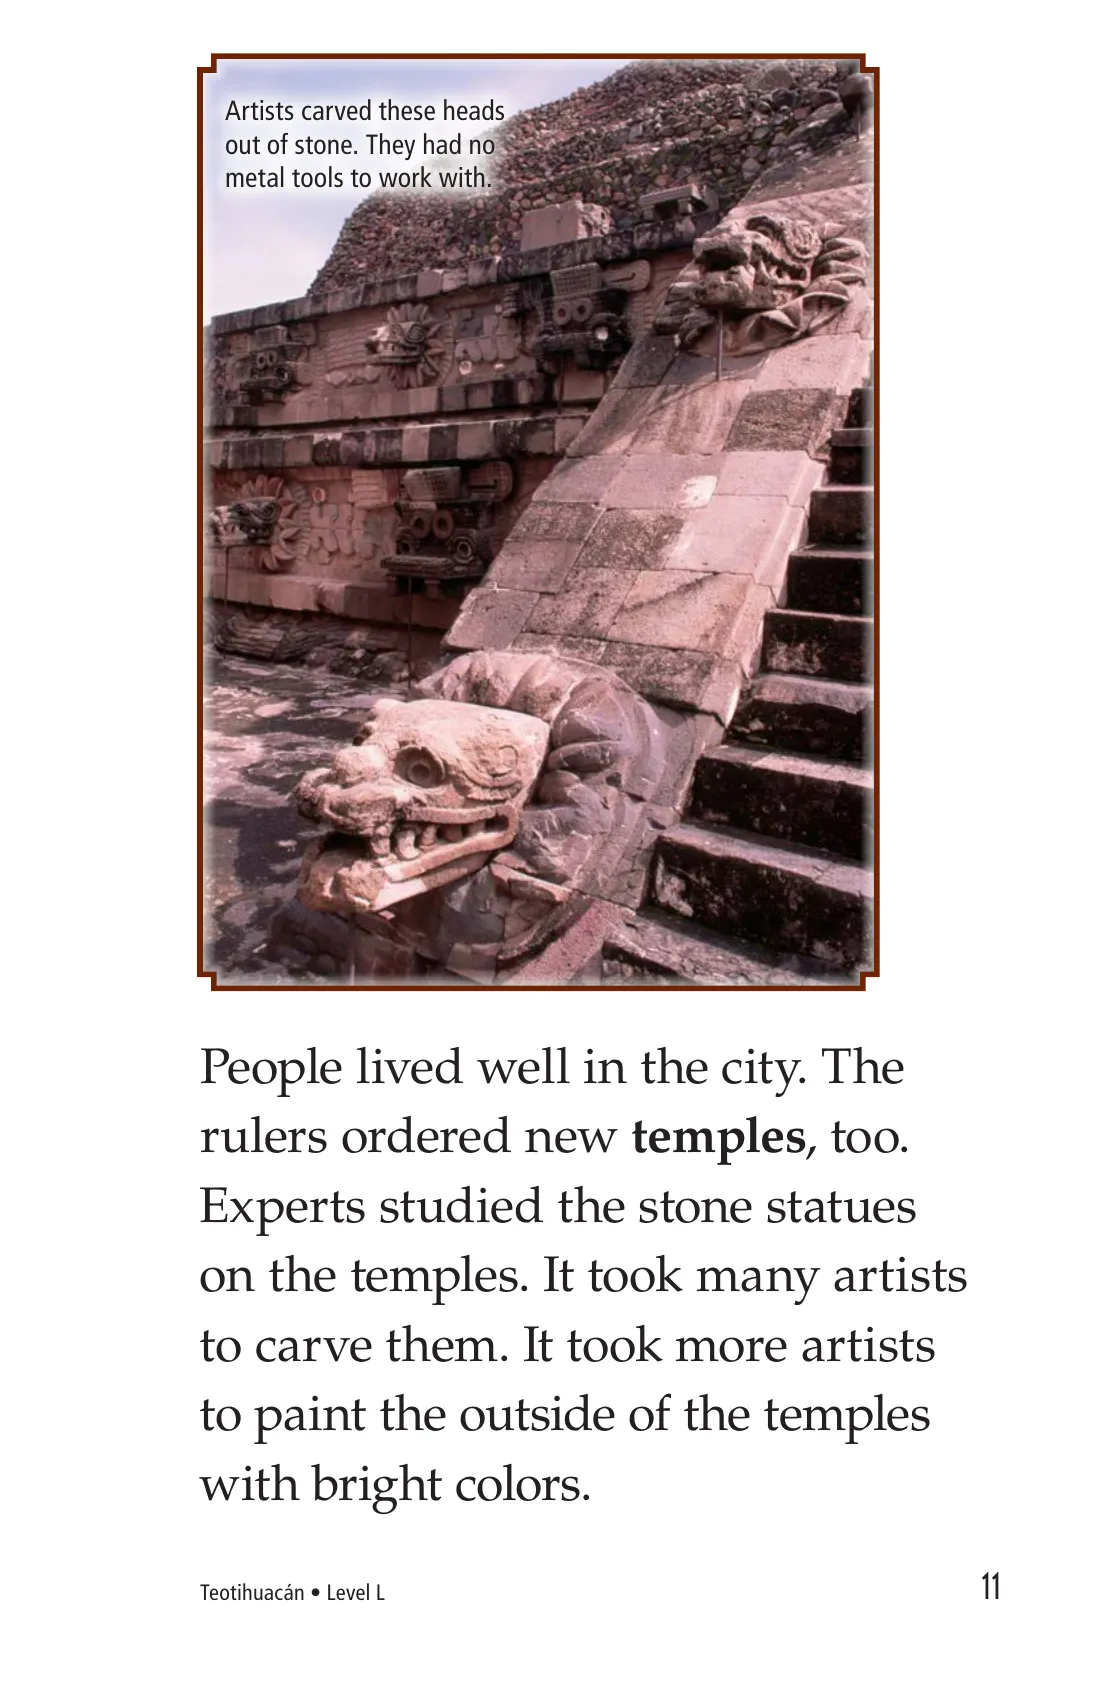 Artists carved these heads
out of stone. They had no
metal tools to work with.
People lived well in the city. The
rulers ordered new temples, too.
Experts studied the stone statues
on the temples. It took many artists
to carve them. It took more artists
to paint the outside of the temples
with bright colors.
Teotihuacán • Level L
11